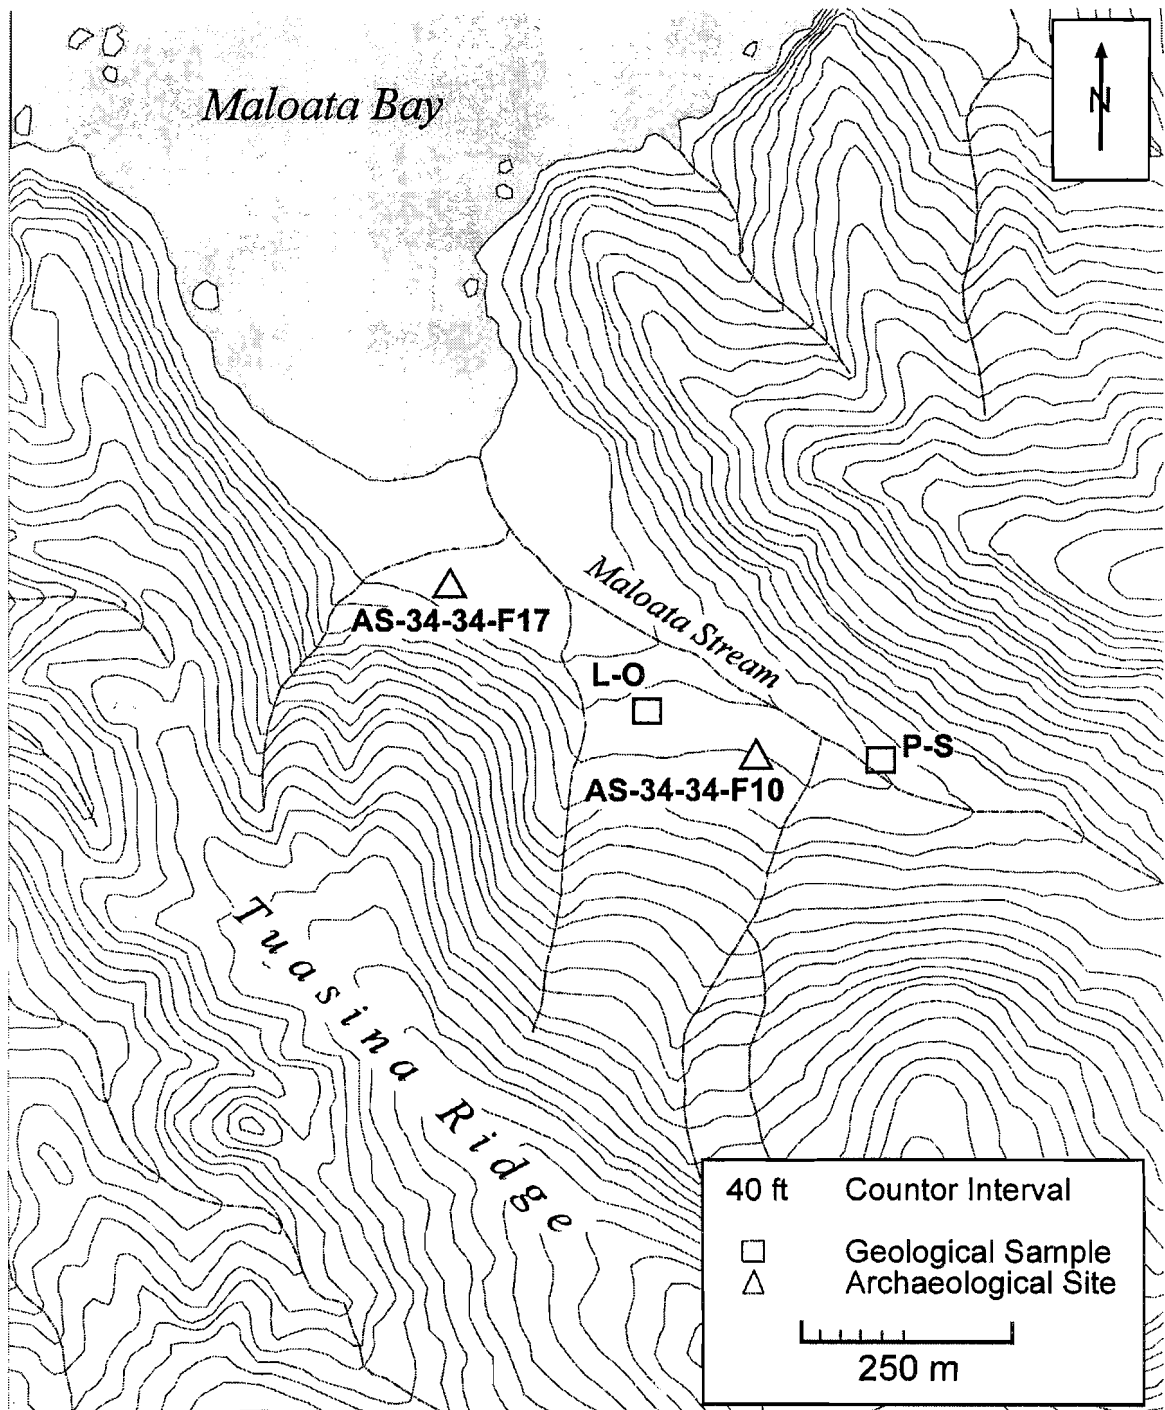 Maloata Bay
N
Maloata Stream
AS-34-34-F17
L-O
P-S
AS-34-34-F10
Tuasina Ridge
40 ft Countor Interval
Geological Sample
Archaeological Site
250 m